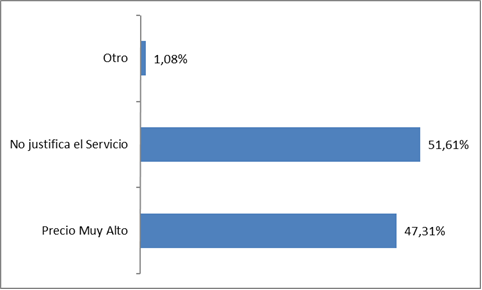 Otro 1,08%
No justifica el Servicio 51,61%
Precio Muy Alto 47,31%